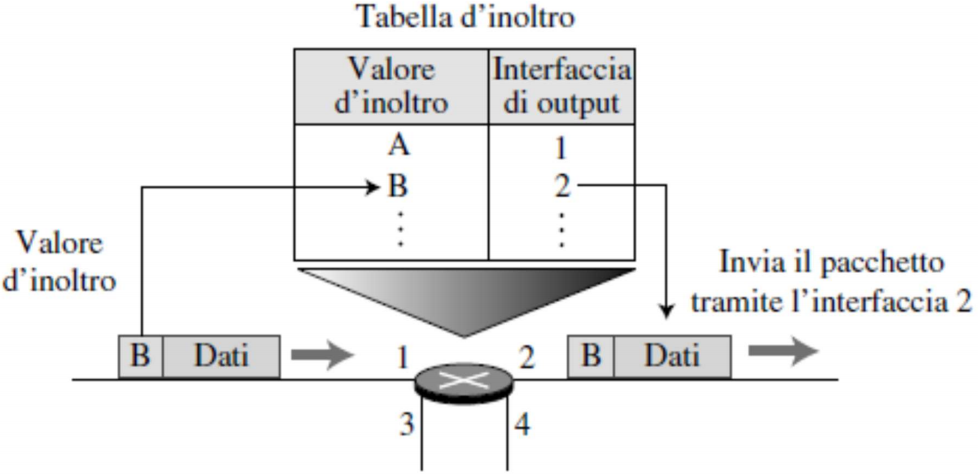 Tabella d'inoltro
Valore
d'inoltro
Interfaccia
di output
A 1
B 2
Valore
d'inoltro
Invia il pacchetto
tramite l'interfaccia 2
B Dati
1 2
B Dati
3 4